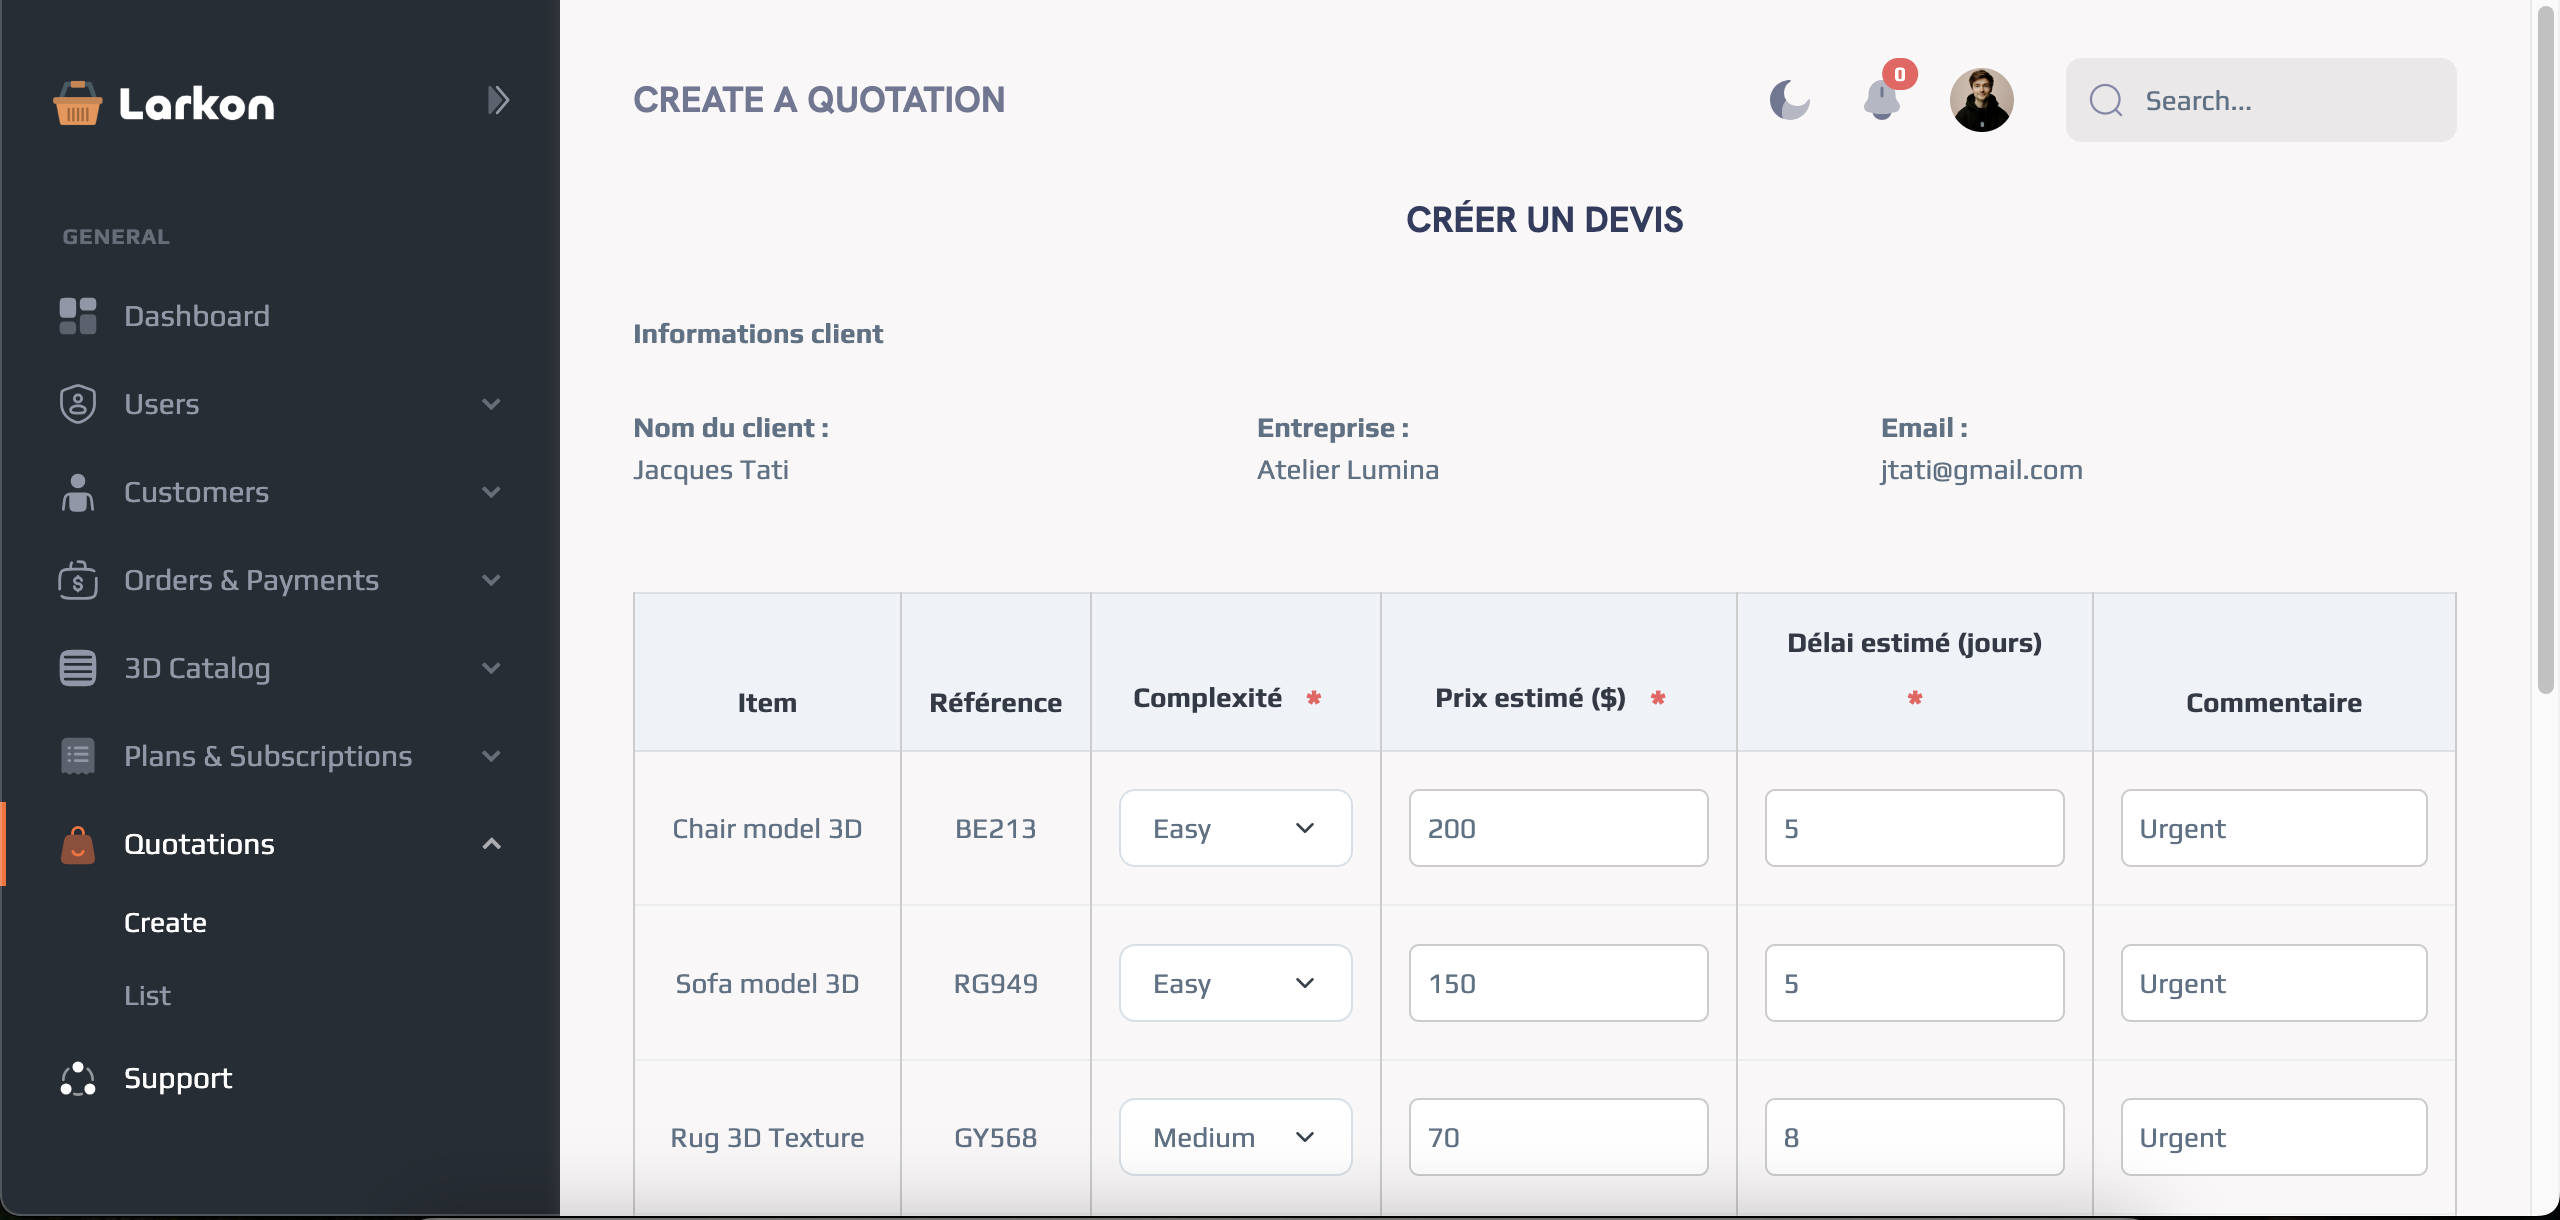 Larkon
GENERAL
Dashboard
Users
Customers
Orders & Payments
3D Catalog
Plans & Subscriptions
Quotations
Create
List
Support
CREATE A QUOTATION
0
Search...
CRÉER UN DEVIS
Informations client
Nom du client :
Jacques Tati
Entreprise :
Atelier Lumina
Email :
jtati@gmail.com
Item
Référence
Complexité *
Prix estimé ($) *
Délai estimé (jours)
*
Commentaire
Chair model 3D BE213 Easy 200 5 Urgent
Sofa model 3D RG949 Easy 150 5 Urgent
Rug 3D Texture GY568 Medium 70 8 Urgent